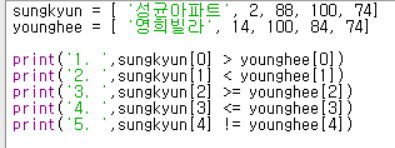 sungkyun = [ '성균아파트', 2, 88, 100, 74]
younghee = [ '영희빌라', 14, 100, 84, 74]
print('1. ',sungkyun[0] > younghee[0])
print('2. ',sungkyun[1] < younghee[1])
print('3. ',sungkyun[2] >= younghee[2])
print('4. ',sungkyun[3] <= younghee[3])
print('5. ',sungkyun[4] != younghee[4])